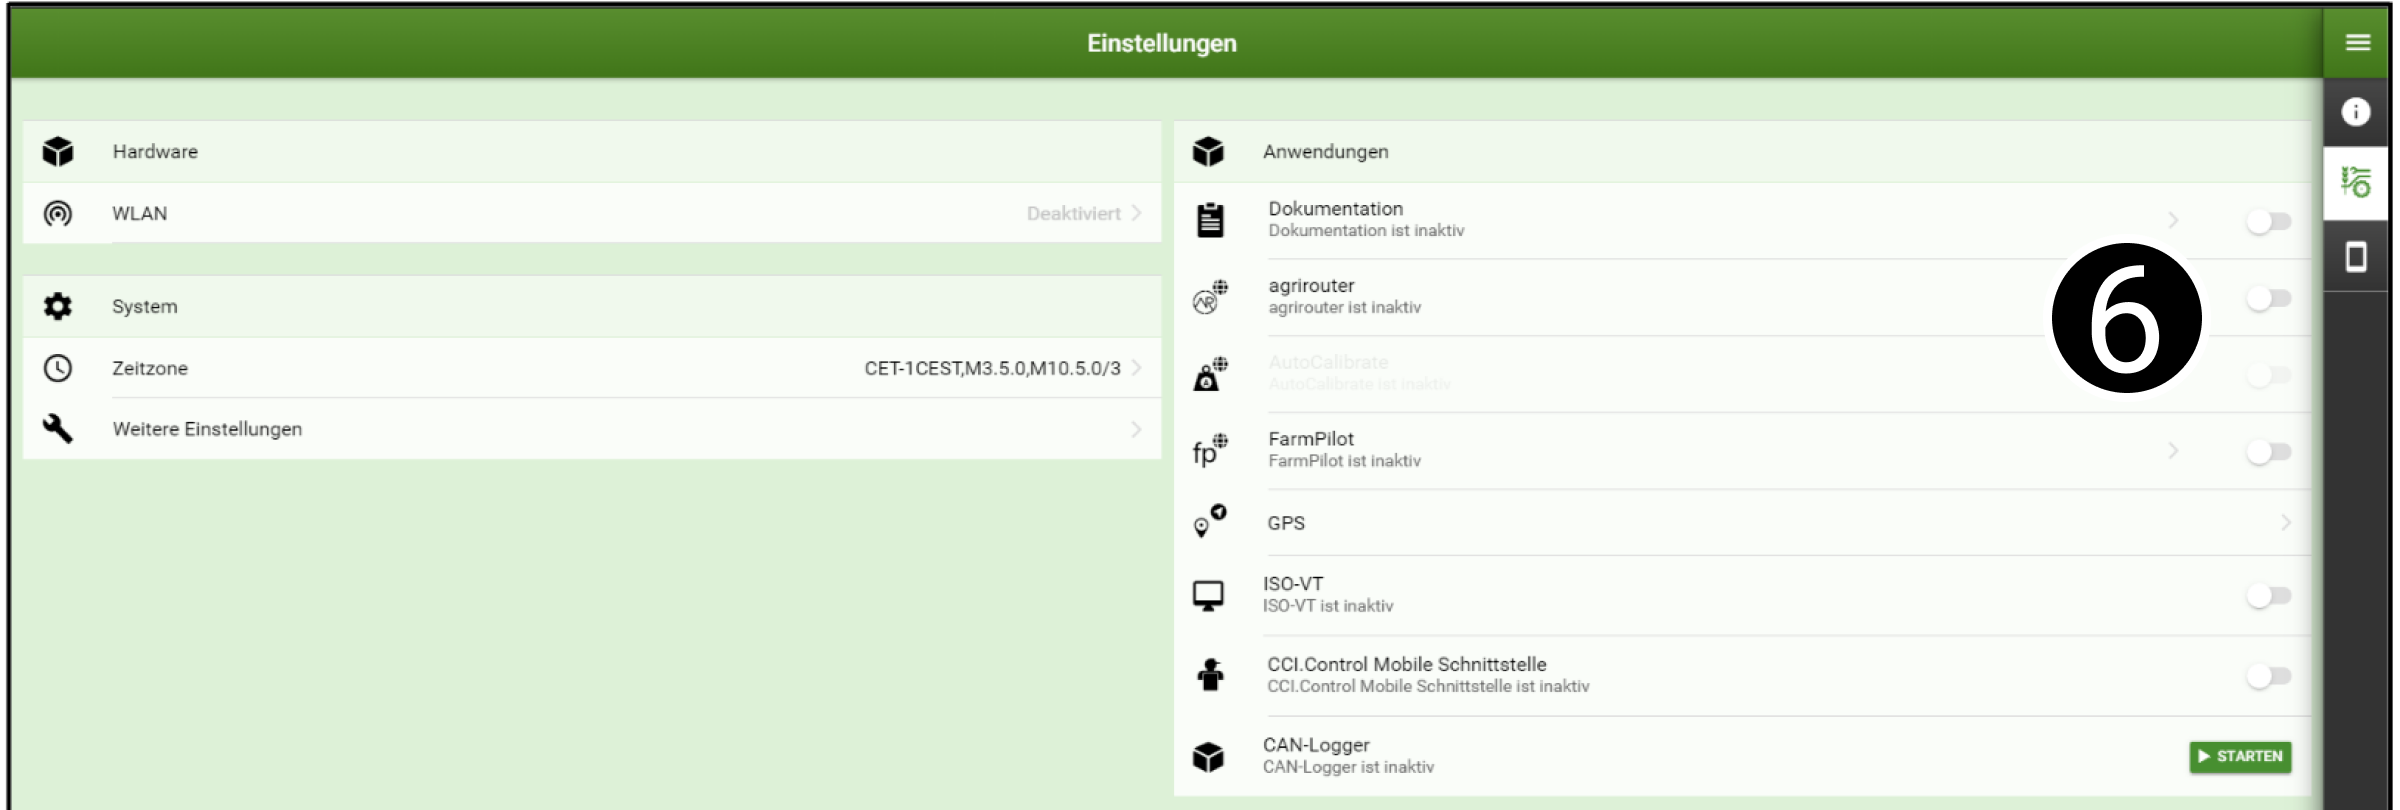 Einstellungen
Hardware
WLAN
Deaktiviert
System
Zeitzone
CET-1CEST,M3.5.0,M10.5.0/3
Weitere Einstellungen
Anwendungen
Dokumentation
Dokumentation ist inaktiv
agrirouter
agrirouter ist inaktiv
AutoCalibrate
AutoCalibrate ist inaktiv
fp
FarmPilot
FarmPilot ist inaktiv
GPS
ISO-VT
ISO-VT ist inaktiv
CCI.Control Mobile Schnittstelle
CCI.Control Mobile Schnittstelle ist inaktiv
CAN-Logger
CAN-Logger ist inaktiv
STARTEN
6